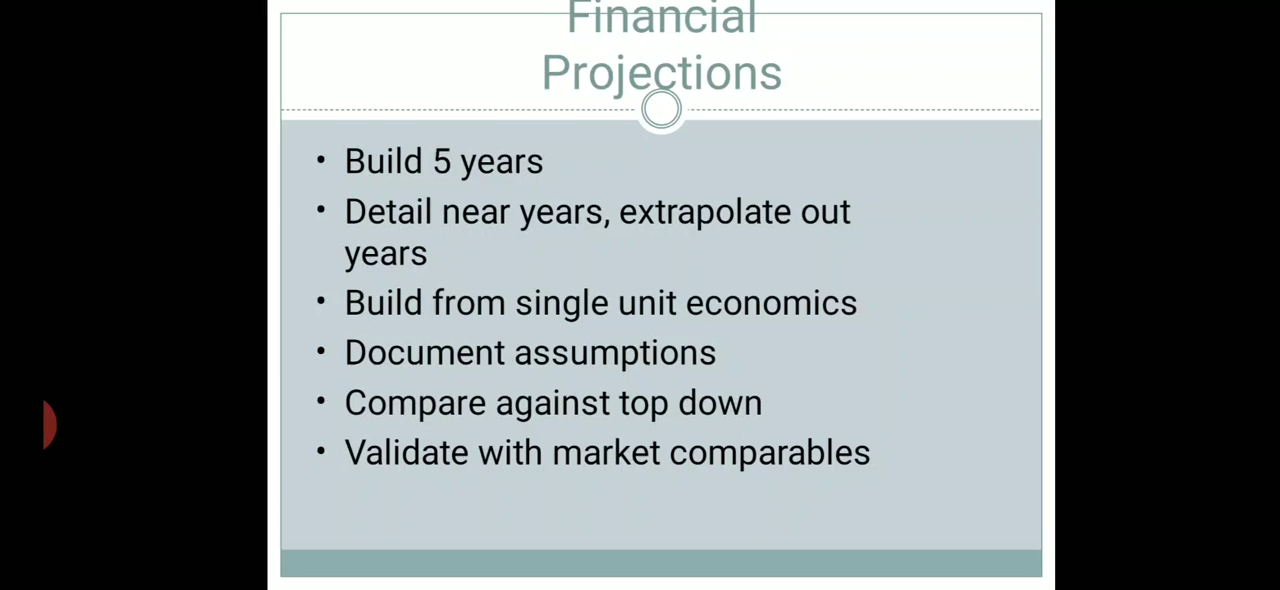 Financial
Projections
• Build 5 years
• Detail near years, extrapolate out
years
• Build from single unit economics
• Document assumptions
• Compare against top down
• Validate with market comparables